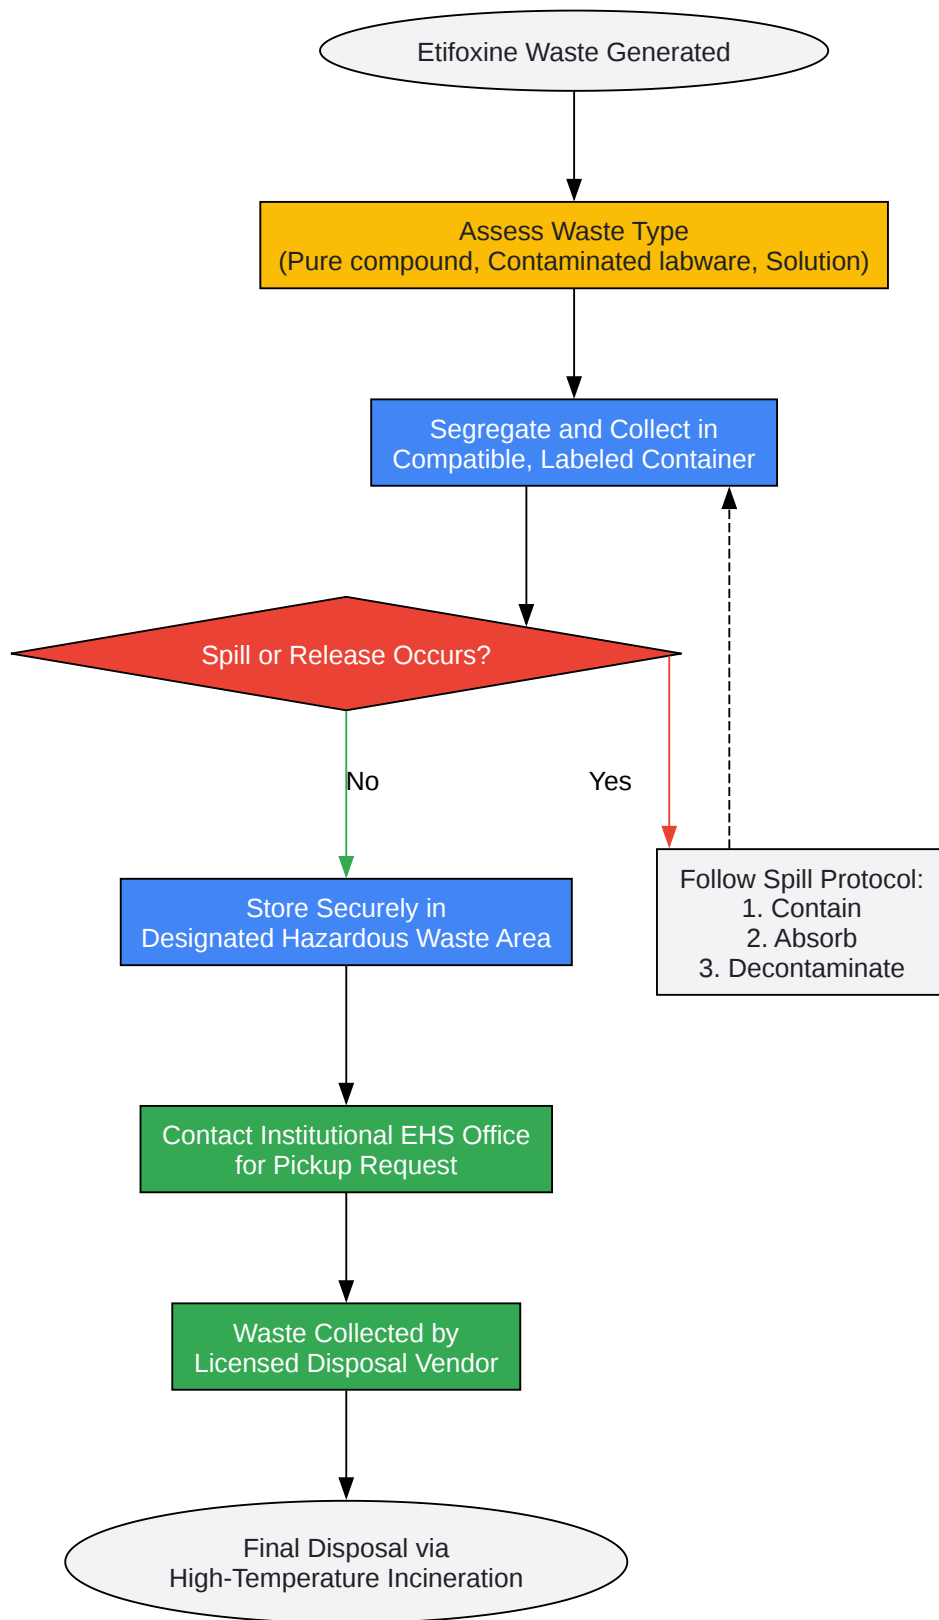 Etifoxine Waste Generated
Assess Waste Type
(Pure compound, Contaminated labware, Solution)
Segregate and Collect in
Compatible, Labeled Container
Spill or Release Occurs?
No
Yes
Follow Spill Protocol:
1. Contain
2. Absorb
3. Decontaminate
Store Securely in
Designated Hazardous Waste Area
Contact Institutional EHS Office
for Pickup Request
Waste Collected by
Licensed Disposal Vendor
Final Disposal via
High-Temperature Incineration